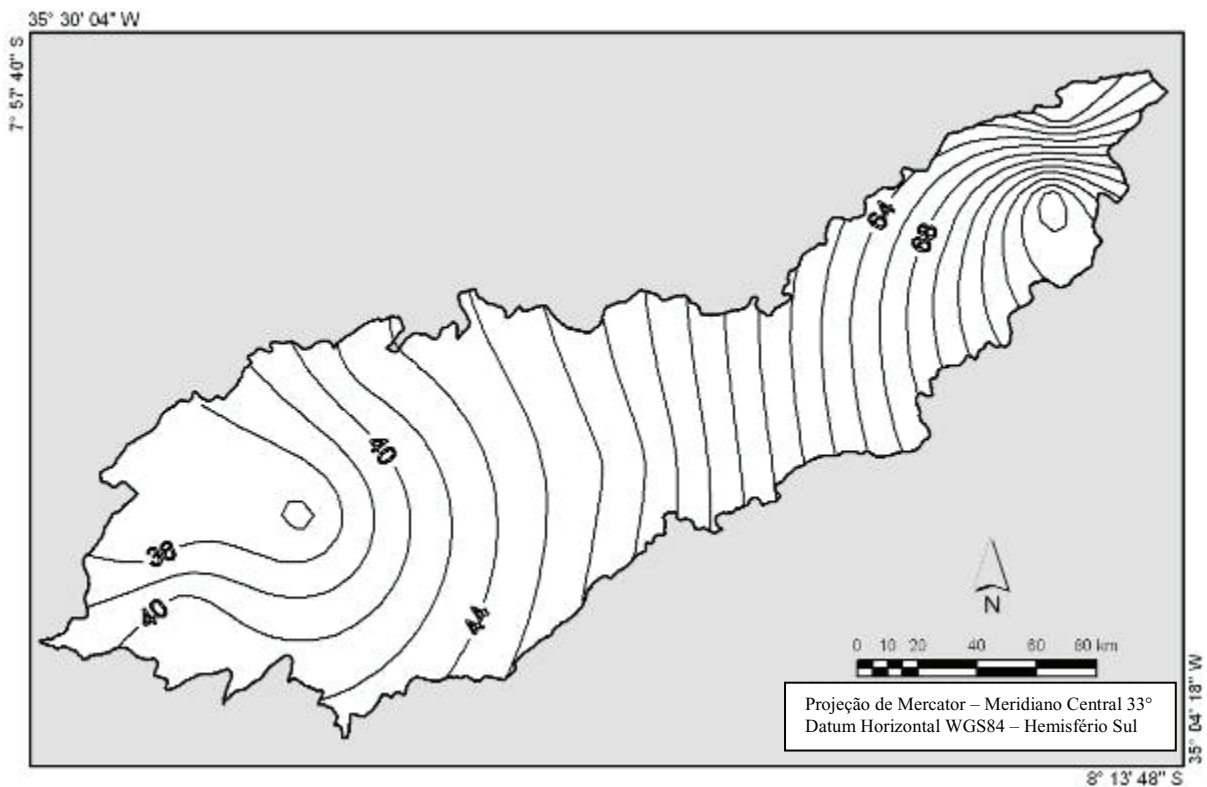 35° 30' 04" W
7° 57' 40" S
64
68
40
38
40
44
N
0 10 20 40 60 80 km
Projeção de Mercator – Meridiano Central 33°
Datum Horizontal WGS84 – Hemisfério Sul
35° 04' 18" W
8° 13' 48" S